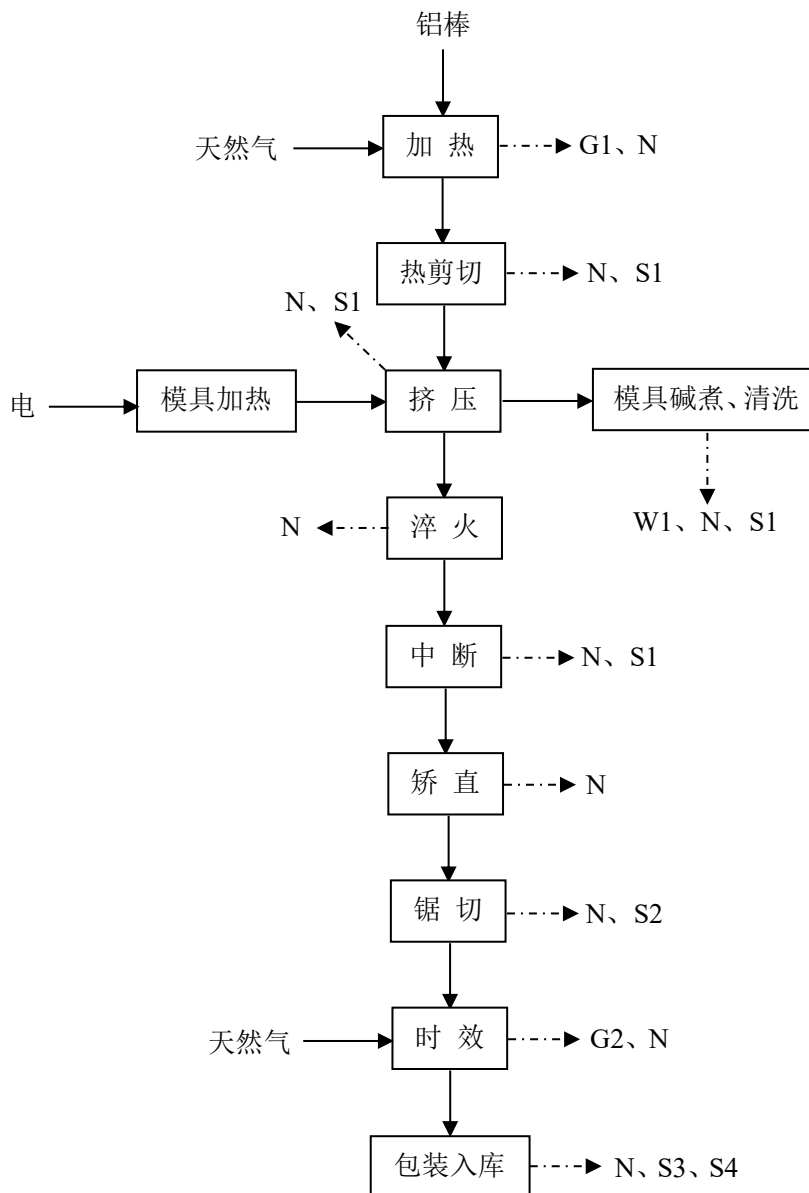 铝棒
天然气
加 热
G1、N
热剪切
N、S1
N、S1
电
模具加热
挤 压
模具碱煮、清洗
W1、N、S1
N
淬 火
中 断
N、S1
矫 直
N
锯 切
N、S2
天然气
时 效
G2、N
包装入库
N、S3、S4